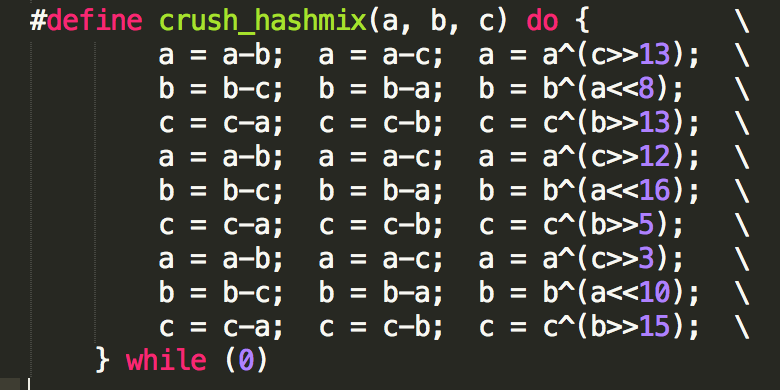 #define crush_hashmix(a, b, c) do { \
a = a-b; a = a-c; a = a^(c>>13); \
b = b-c; b = b-a; b = b^(a<<8); \
c = c-a; c = c-b; c = c^(b>>13); \
a = a-b; a = a-c; a = a^(c>>12); \
b = b-c; b = b-a; b = b^(a<<16); \
c = c-a; c = c-b; c = c^(b>>5); \
a = a-b; a = a-c; a = a^(c>>3); \
b = b-c; b = b-a; b = b^(a<<10); \
c = c-a; c = c-b; c = c^(b>>15); \
} while (0)